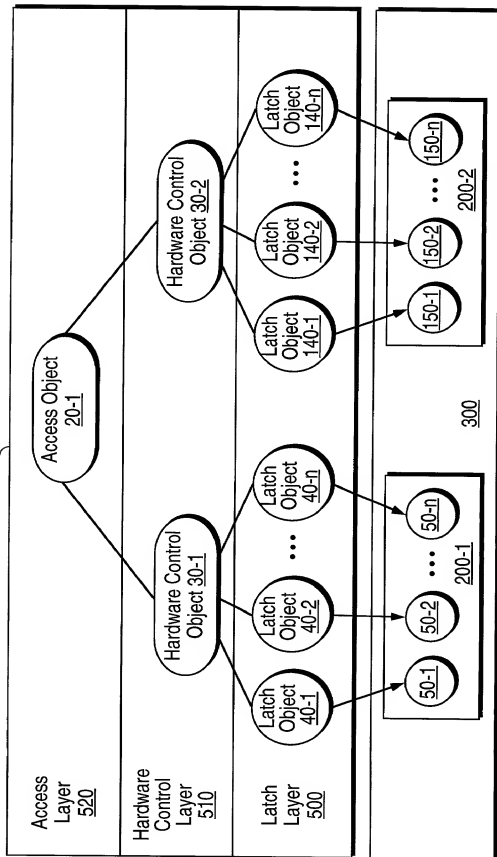 Access
Layer
520
Access Object
20-1
Hardware
Control
Layer
510
Hardware Control
Object 30-1
Hardware Control
Object 30-2
Latch
Layer
500
Latch
Object
40-1
Latch
Object
40-2
•••
Latch
Object
40-n
Latch
Object
140-1
Latch
Object
140-2
•••
Latch
Object
140-n
50-1
50-2
•••
50-n
200-1
300
150-1
150-2
•••
150-n
200-2